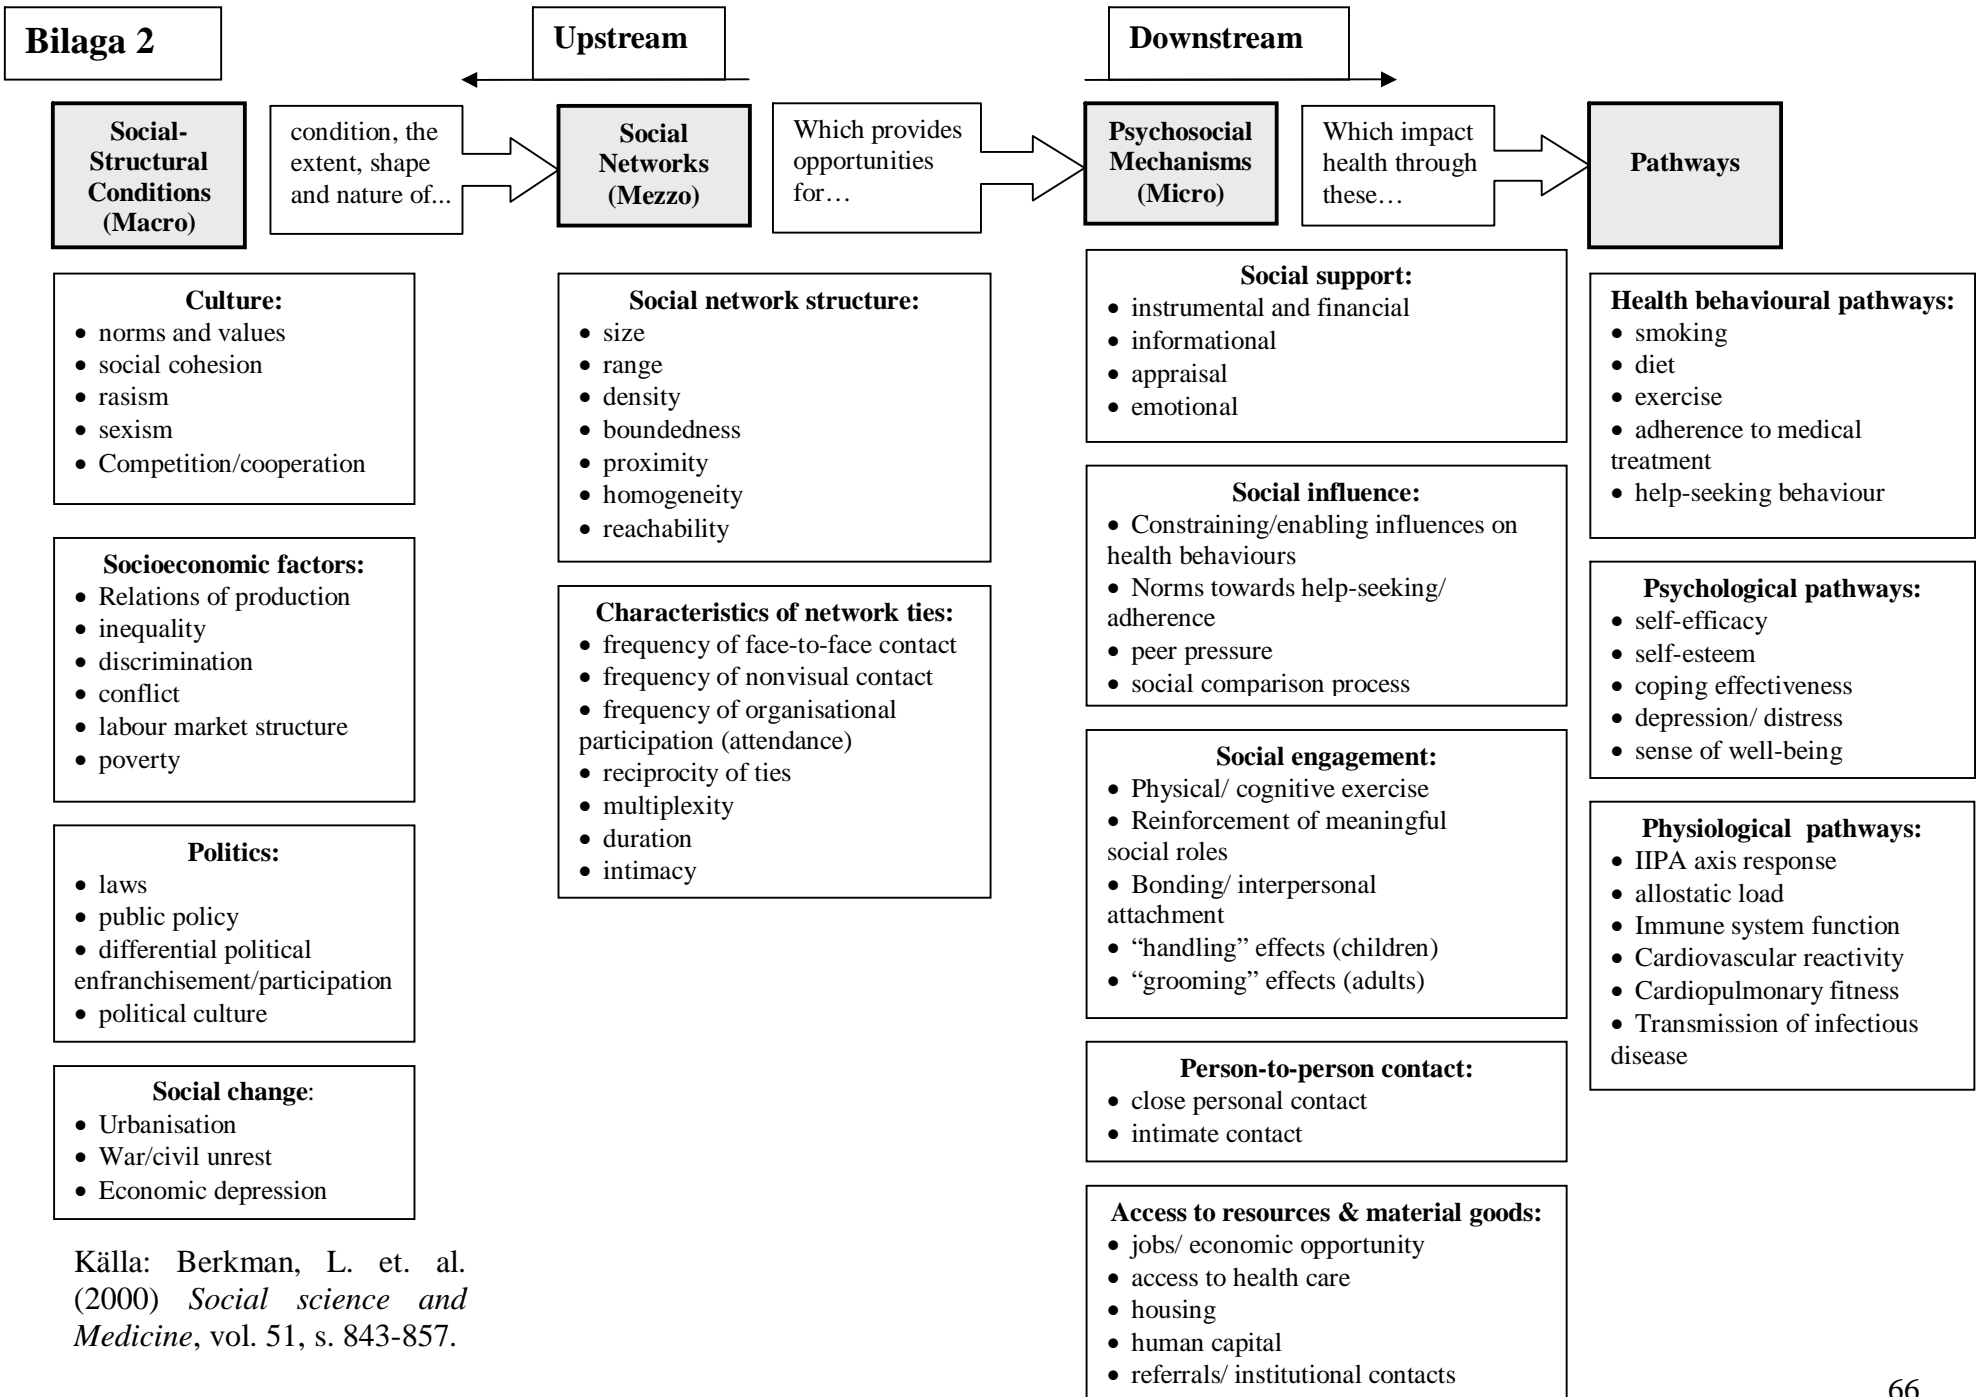 Bilaga 2
Upstream
Downstream
Social-
Structural
Conditions
(Macro)
condition, the
extent, shape
and nature of...
Social
Networks
(Mezzo)
Which provides
opportunities
for…
Psychosocial
Mechanisms
(Micro)
Which impact
health through
these…
Pathways
Culture:
• norms and values
• social cohesion
• rasism
• sexism
• Competition/cooperation
Socioeconomic factors:
• Relations of production
• inequality
• discrimination
• conflict
• labour market structure
• poverty
Politics:
• laws
• public policy
• differential political
enfranchisement/participation
• political culture
Social change:
• Urbanisation
• War/civil unrest
• Economic depression
Källa: Berkman, L. et. al.
(2000) Social science and
Medicine, vol. 51, s. 843-857.
Social network structure:
• size
• range
• density
• boundedness
• proximity
• homogeneity
• reachability
Characteristics of network ties:
• frequency of face-to-face contact
• frequency of nonvisual contact
• frequency of organisational
participation (attendance)
• reciprocity of ties
• multiplexity
• duration
• intimacy
Social support:
• instrumental and financial
• informational
• appraisal
• emotional
Social influence:
• Constraining/enabling influences on
health behaviours
• Norms towards help-seeking/
adherence
• peer pressure
• social comparison process
Social engagement:
• Physical/ cognitive exercise
• Reinforcement of meaningful
social roles
• Bonding/ interpersonal
attachment
• “handling” effects (children)
• “grooming” effects (adults)
Person-to-person contact:
• close personal contact
• intimate contact
Access to resources & material goods:
• jobs/ economic opportunity
• access to health care
• housing
• human capital
• referrals/ institutional contacts
Health behavioural pathways:
• smoking
• diet
• exercise
• adherence to medical
treatment
• help-seeking behaviour
Psychological pathways:
• self-efficacy
• self-esteem
• coping effectiveness
• depression/ distress
• sense of well-being
Physiological pathways:
• IIPA axis response
• allostatic load
• Immune system function
• Cardiovascular reactivity
• Cardiopulmonary fitness
• Transmission of infectious
disease
66